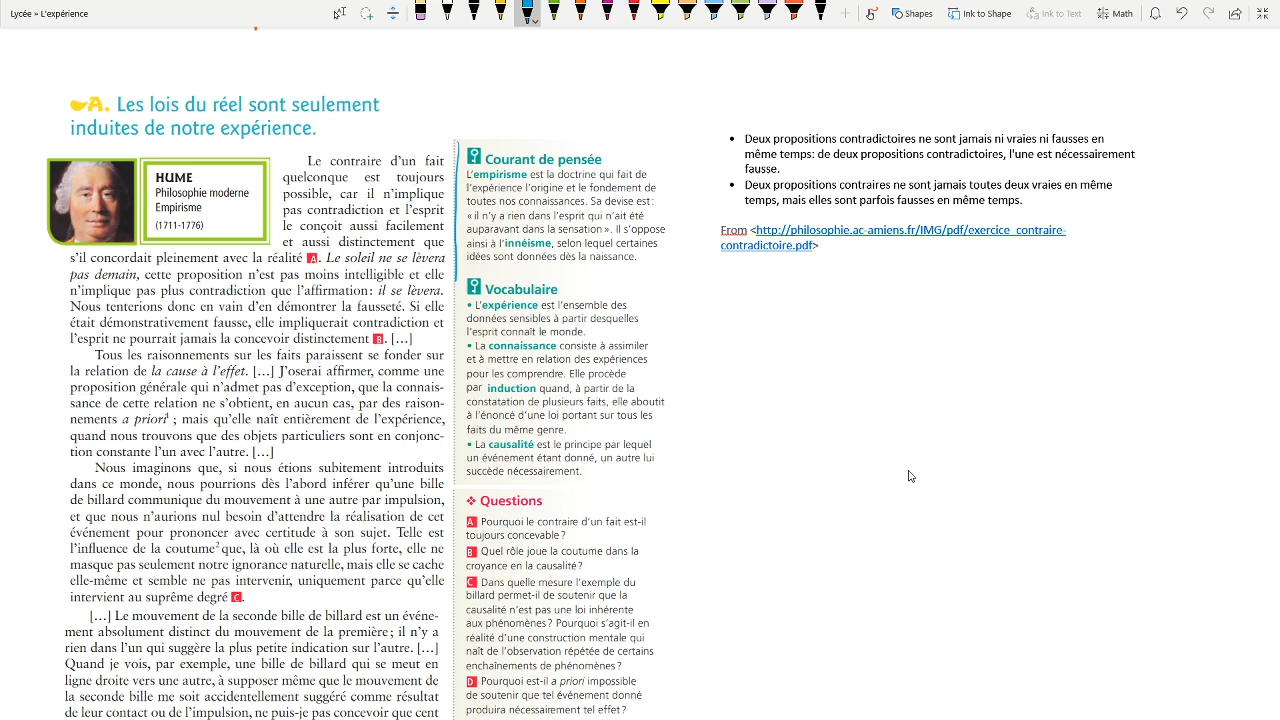 Lycée » L'expérience
Shapes
Ink to Shape
Ink to Text
Math
A. Les lois du réel sont seulement
induites de notre expérience.
HUME
Philosophie moderne
Empirisme
(1711-1776)
Le contraire d'un fait
quelconque est toujours
possible, car il n'implique
pas contradiction et l'esprit
le conçoit aussi facilement
et aussi distinctement que
s'il concordait pleinement avec la réalité A. Le soleil ne se lèvera
pas demain, cette proposition n'est pas moins intelligible et elle
n'implique pas plus contradiction que l'affirmation : il se lèvera.
Nous tenterions donc en vain d'en démontrer la fausseté. Si elle
était démonstrativement fausse, elle impliquerait contradiction et
l'esprit ne pourrait jamais la concevoir distinctement B. […]
Tous les raisonnements sur les faits paraissent se fonder sur
la relation de la cause à l'effet. […] J'oserai affirmer, comme une
proposition générale qui n'admet pas d'exception, que la connais-
sance de cette relation ne s'obtient, en aucun cas, par des raison-
nements a priori¹ ; mais qu'elle naît entièrement de l'expérience,
quand nous trouvons que des objets particuliers sont en conjonc-
tion constante l'un avec l'autre. […]
Nous imaginons que, si nous étions subitement introduits
dans ce monde, nous pourrions dès l'abord inférer qu'une bille
de billard communique du mouvement à une autre par impulsion,
et que nous n'aurions nul besoin d'attendre la réalisation de cet
événement pour prononcer avec certitude à son sujet. Telle est
l'influence de la coutume² que, là où elle est la plus forte, elle ne
masque pas seulement notre ignorance naturelle, mais elle se cache
elle-même et semble ne pas intervenir, uniquement parce qu'elle
intervient au suprême degré C.
[…] Le mouvement de la seconde bille de billard est un événe-
ment absolument distinct du mouvement de la première ; il n'y a
rien dans l'un qui suggère la plus petite indication sur l'autre. […]
Quand je vois, par exemple, une bille de billard qui se meut en
ligne droite vers une autre, à supposer même que le mouvement de
la seconde bille me soit accidentellement suggéré comme résultat
de leur contact ou de l'impulsion, ne puis-je pas concevoir que cent
Courant de pensée
L'empirisme est la doctrine qui fait de
l'expérience l'origine et le fondement de
toutes nos connaissances. Sa devise est :
« il n'y a rien dans l'esprit qui n'ait été
auparavant dans la sensation ». Il s'oppose
ainsi à l'innéisme, selon lequel certaines
idées sont données dès la naissance.
Vocabulaire
• L'expérience est l'ensemble des
données sensibles à partir desquelles
l'esprit connaît le monde.
• La connaissance consiste à assimiler
et à mettre en relation des expériences
pour les comprendre. Elle procède
par induction quand, à partir de la
constatation de plusieurs faits, elle aboutit
à l'énoncé d'une loi portant sur tous les
faits du même genre.
• La causalité est le principe par lequel
un événement étant donné, un autre lui
succède nécessairement.
❖ Questions
A Pourquoi le contraire d'un fait est-il
toujours concevable ?
B Quel rôle joue la coutume dans la
croyance en la causalité ?
C Dans quelle mesure l'exemple du
billard permet-il de soutenir que la
causalité n'est pas une loi inhérente
aux phénomènes ? Pourquoi s'agit-il en
réalité d'une construction mentale qui
naît de l'observation répétée de certains
enchaînements de phénomènes ?
D Pourquoi est-il a priori impossible
de soutenir que tel événement donné
produira nécessairement tel effet ?
• Deux propositions contradictoires ne sont jamais ni vraies ni fausses en
même temps: de deux propositions contradictoires, l'une est nécessairement
fausse.
• Deux propositions contraires ne sont jamais toutes deux vraies en même
temps, mais elles sont parfois fausses en même temps.
From <http://philosophie.ac-amiens.fr/IMG/pdf/exercice_contraire-
contradictoire.pdf>